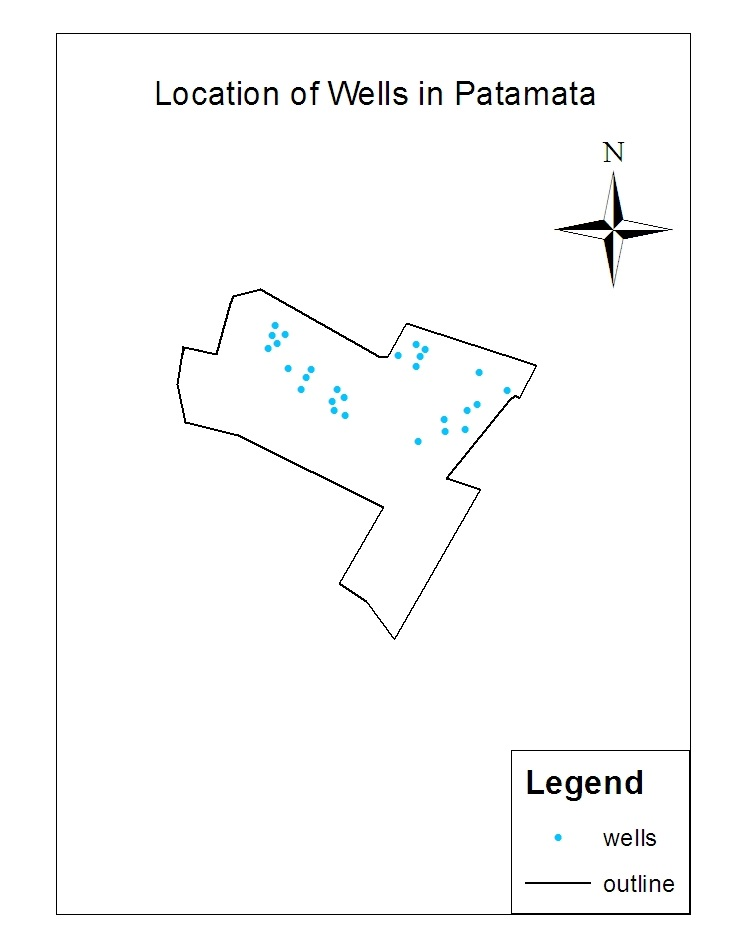 Location of Wells in Patamata
N
Legend
wells
outline